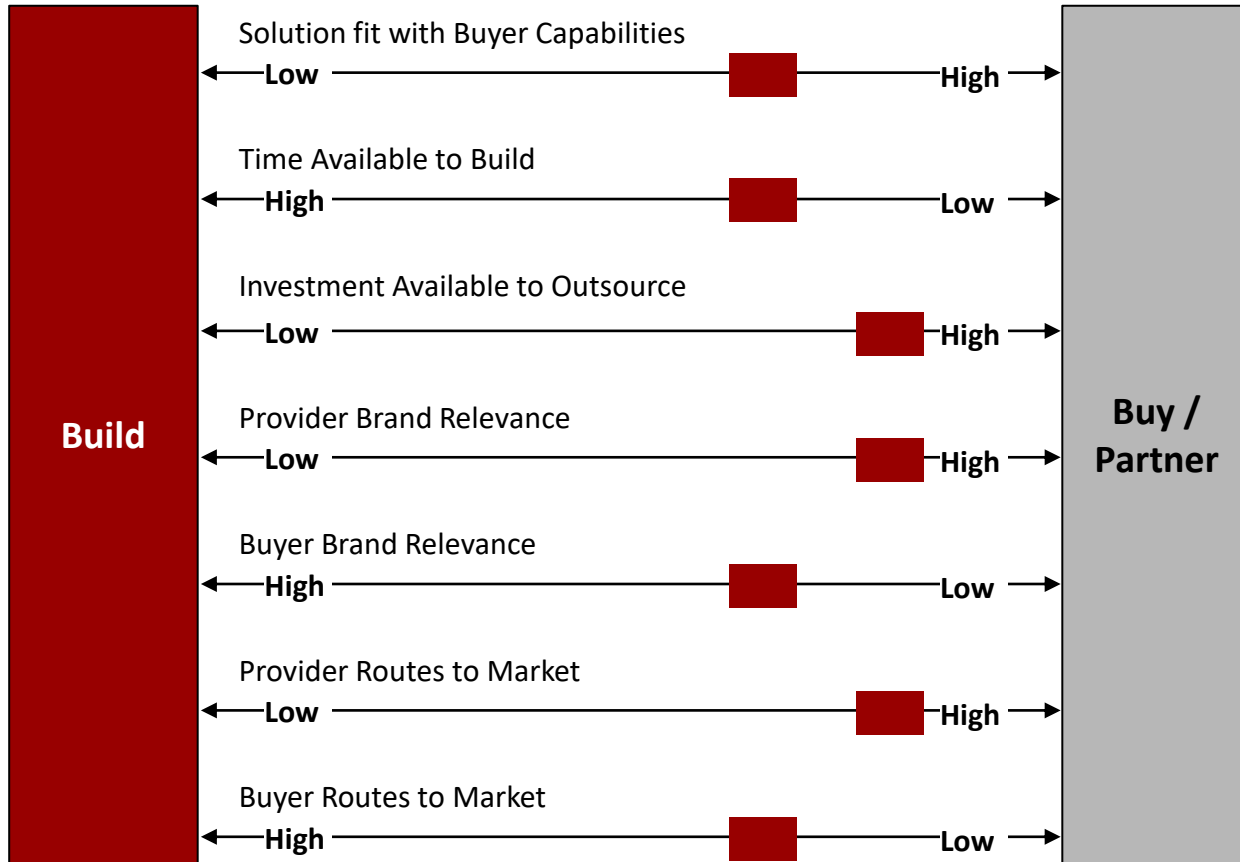 Solution fit with Buyer Capabilities
Low High
Time Available to Build
High Low
Investment Available to Outsource
Low High
Provider Brand Relevance
Low High
Build
Buy /
Partner
Buyer Brand Relevance
High Low
Provider Routes to Market
Low High
Buyer Routes to Market
High Low